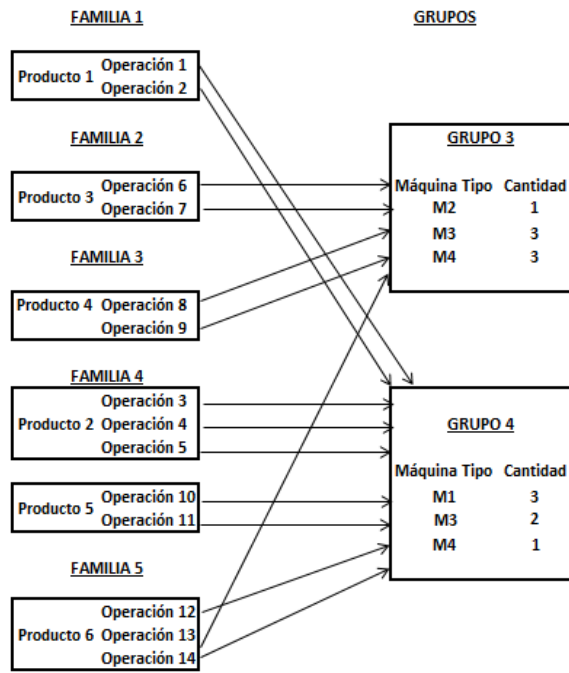 FAMILIA 1
Producto 1 Operación 1
Operación 2
FAMILIA 2
Producto 3 Operación 6
Operación 7
FAMILIA 3
Producto 4 Operación 8
Operación 9
FAMILIA 4
Operación 3
Producto 2 Operación 4
Operación 5
Producto 5 Operación 10
Operación 11
FAMILIA 5
Operación 12
Producto 6 Operación 13
Operación 14
GRUPOS
GRUPO 3
Máquina Tipo Cantidad
M2 1
M3 3
M4 3
GRUPO 4
Máquina Tipo Cantidad
M1 3
M3 2
M4 1